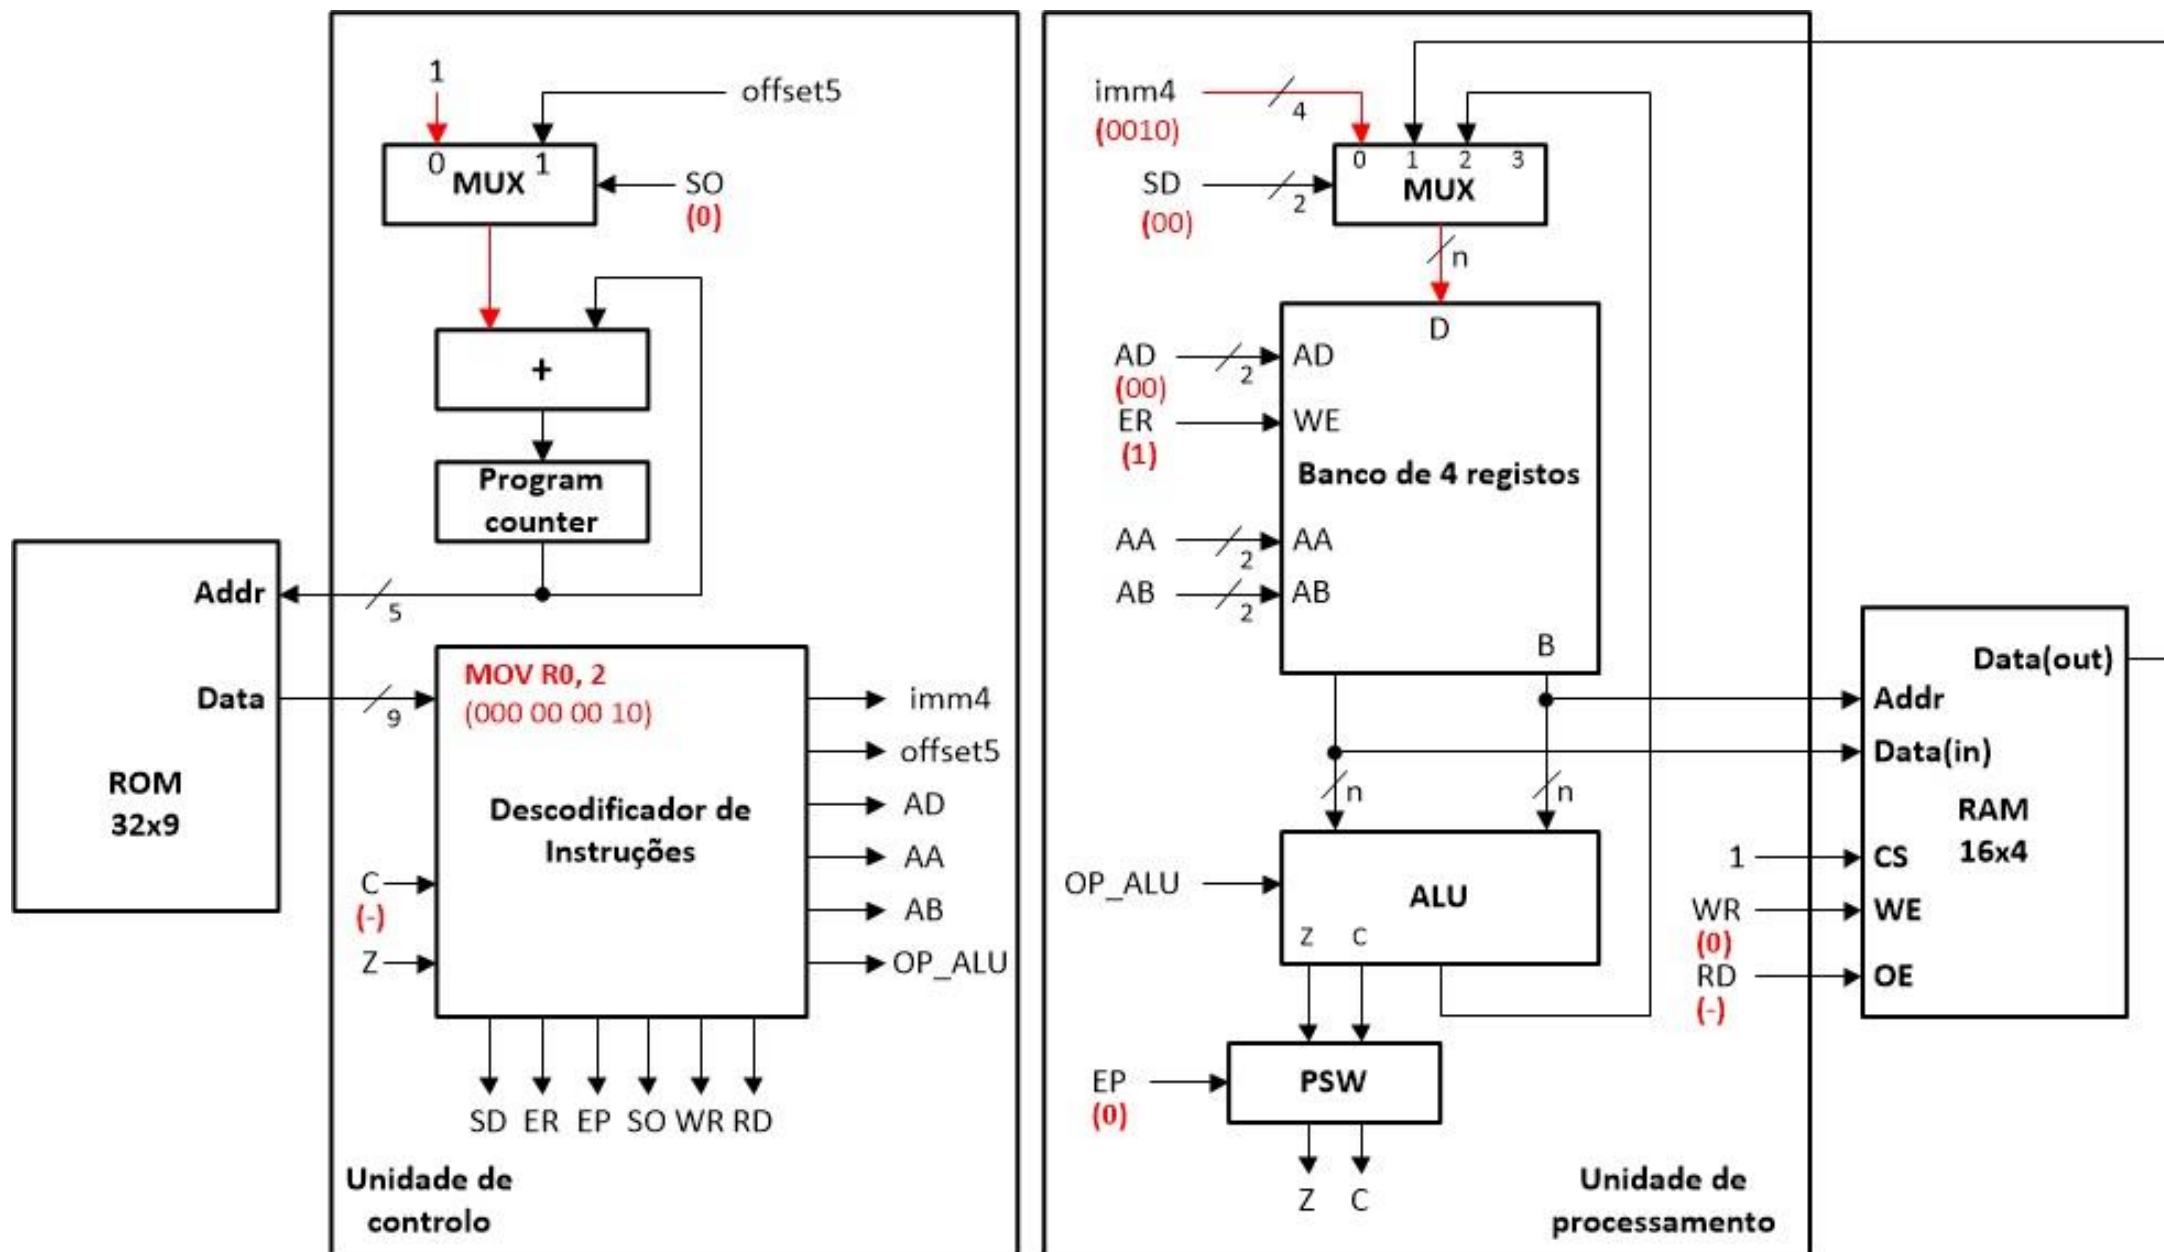 1
offset5
0 1
MUX
SO
(0)
+
Program
counter
Addr
5
Data
9
ROM
32x9
MOV R0, 2
(000 00 00 10)
Descodificador de
Instruções
C
(-)
Z
imm4
offset5
AD
AA
AB
OP_ALU
SD ER EP SO WR RD
Unidade de
controlo
imm4
(0010)
4
0 1 2 3
MUX
SD
(00)
2
n
D
AD
(00)
2
AD
ER
(1)
WE
Banco de 4 registos
AA
2
AA
AB
2
AB
B
n
n
OP_ALU
ALU
Z C
EP
(0)
PSW
Z C
Unidade de
processamento
Data(out)
Addr
Data(in)
RAM
16x4
1
CS
WR
(0)
WE
RD
(-)
OE